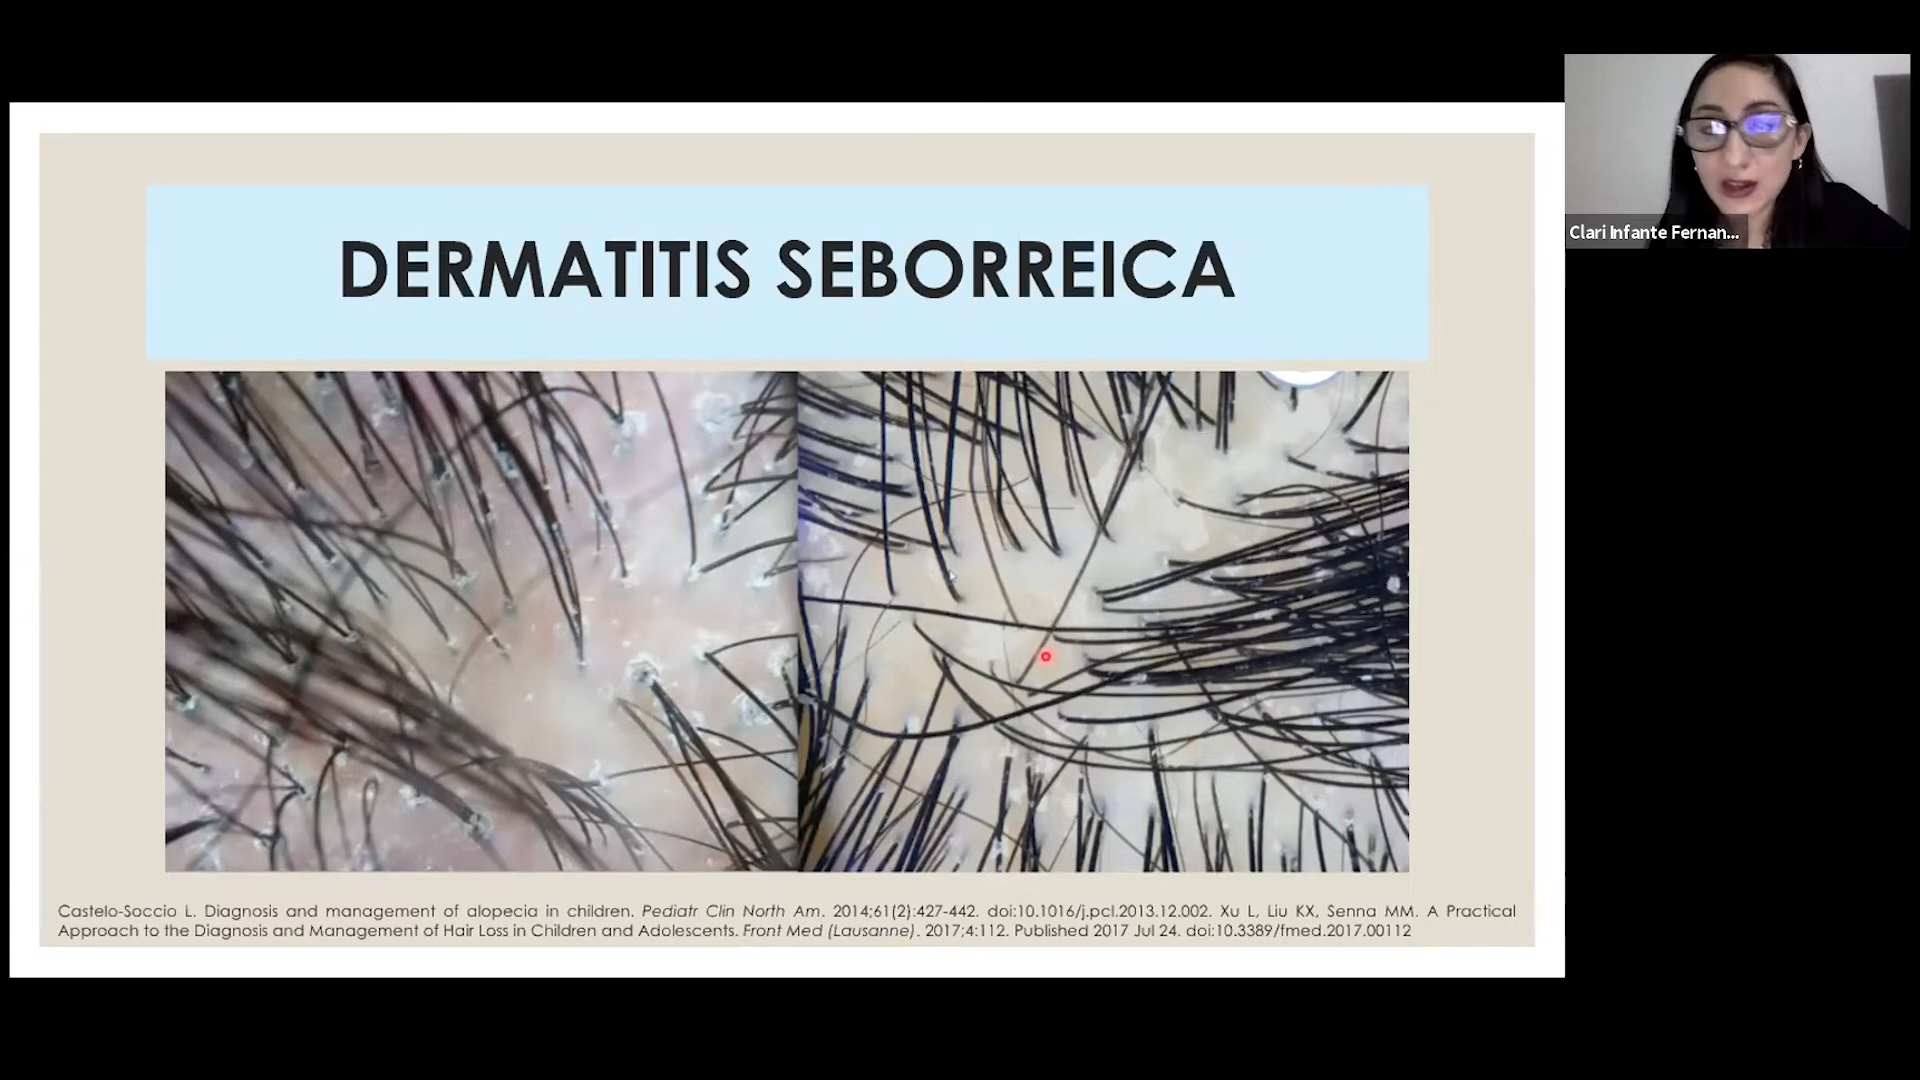 DERMATITIS SEBORREICA
Clari Infante Fernan...
Castelo-Soccio L. Diagnosis and management of alopecia in children. Pediatr Clin North Am. 2014;61(2):427-442. doi:10.1016/j.pcl.2013.12.002. Xu L, Liu KX, Senna MM. A Practical
Approach to the Diagnosis and Management of Hair Loss in Children and Adolescents. Front Med (Lausanne). 2017;4:112. Published 2017 Jul 24. doi:10.3389/fmed.2017.00112